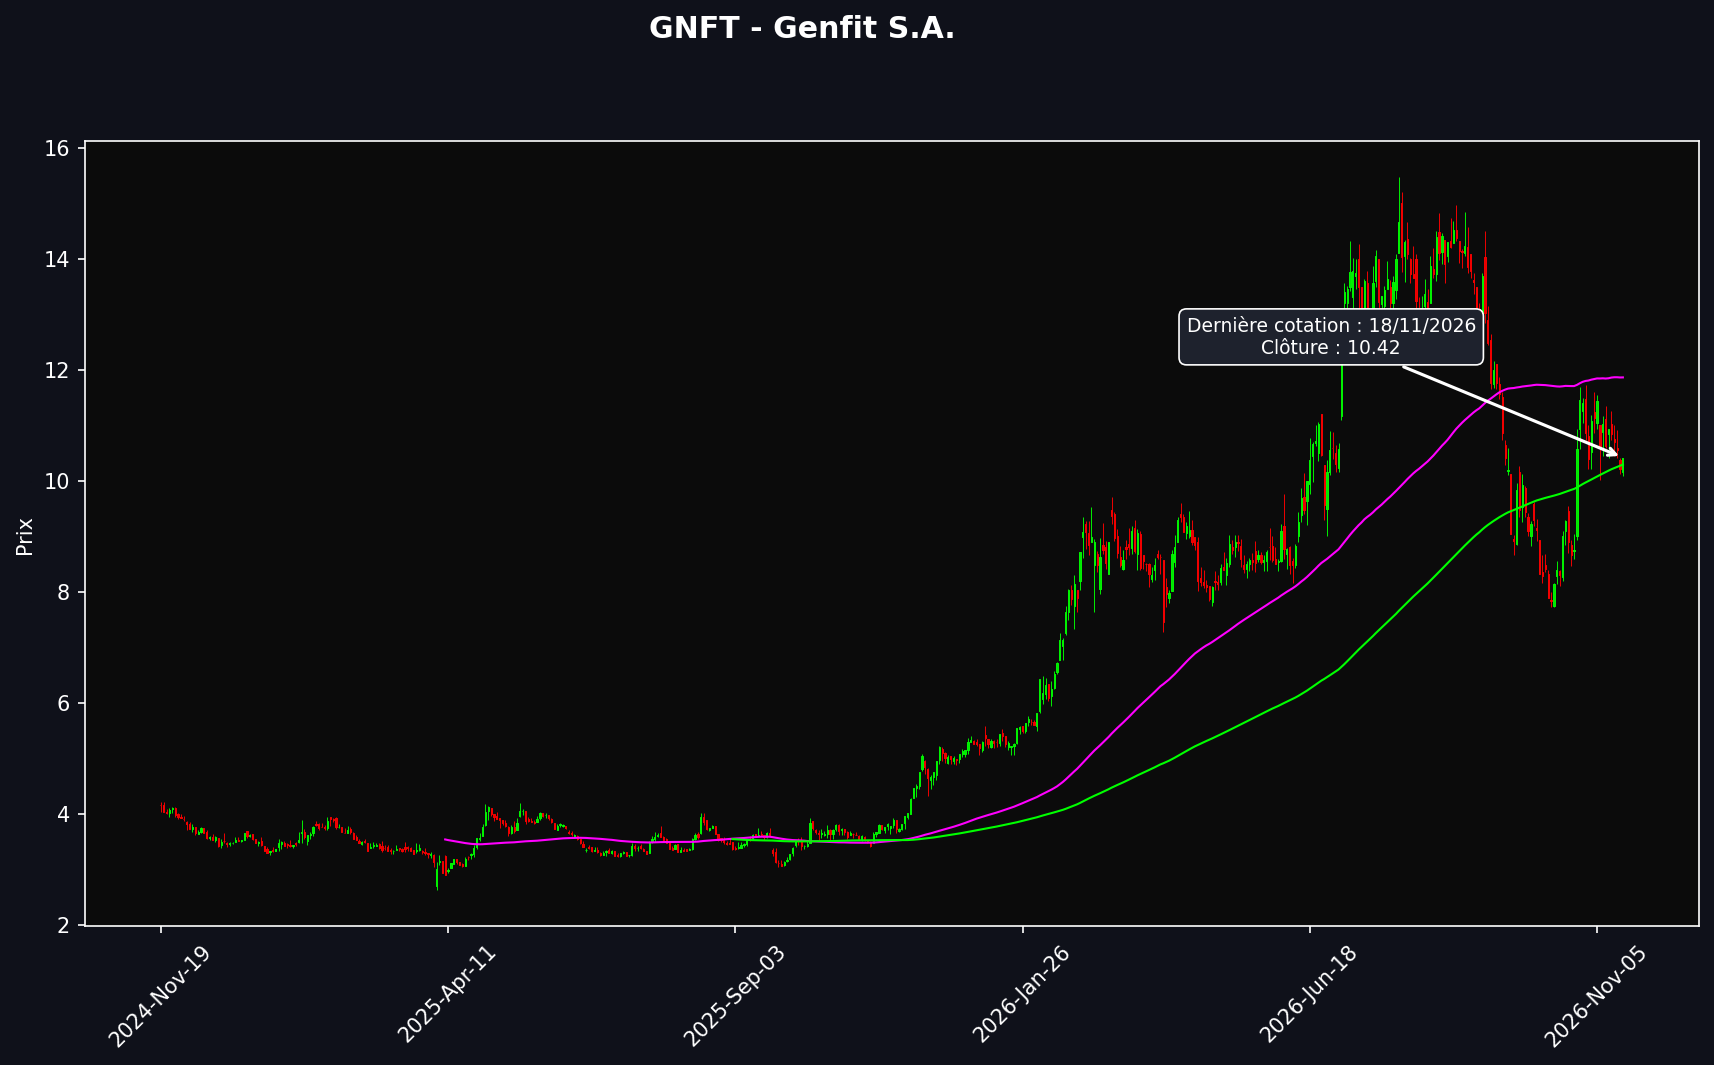 GNFT - Genfit S.A.
16
14
12
10
8
6
4
2
Prix
Dernière cotation : 18/11/2026
Clôture : 10.42
2024-Nov-19
2025-Apr-11
2025-Sep-03
2026-Jan-26
2026-Jun-18
2026-Nov-05